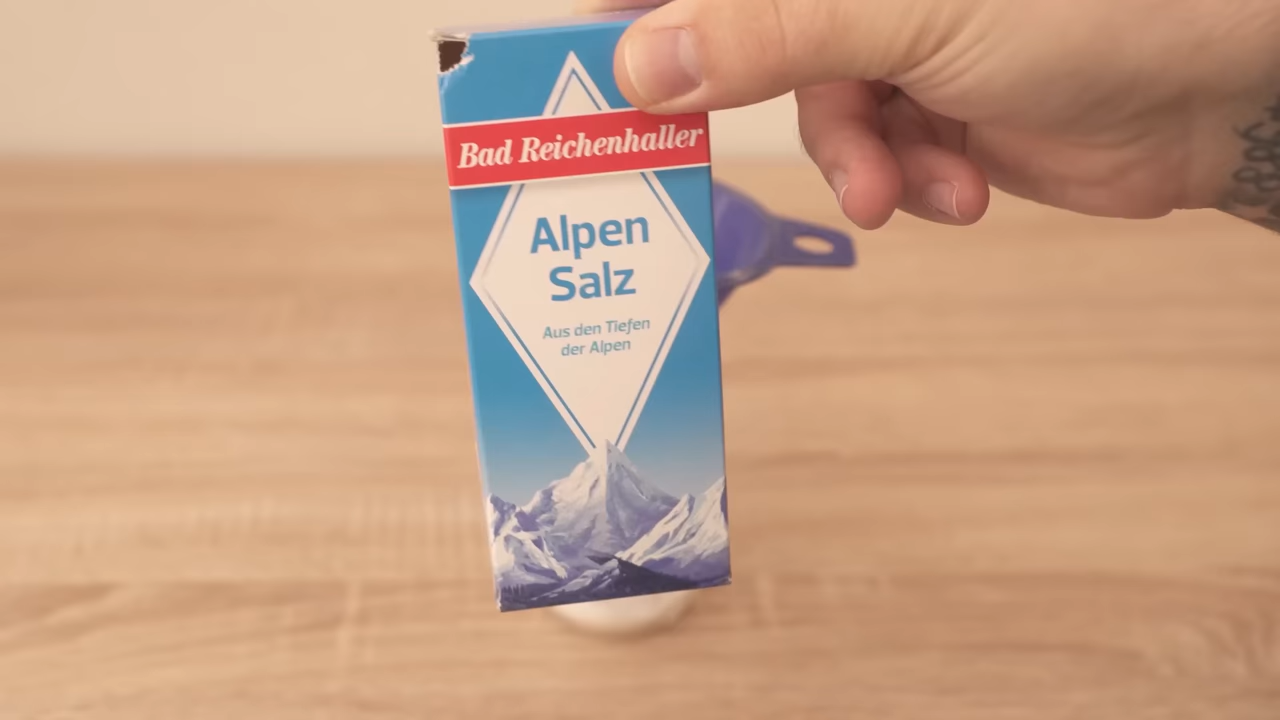 Bad Reichenhaller
Alpen
Salz
Aus den Tiefen
der Alpen